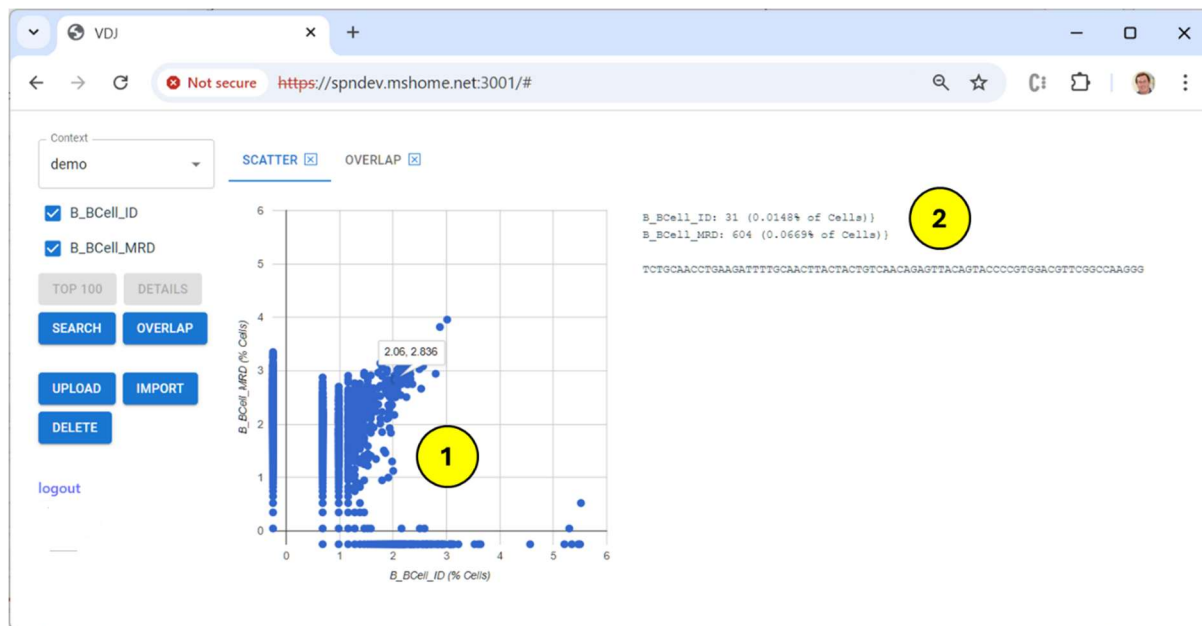 VDJ
Not secure https://spndev.mshome.net:3001/#
Context
demo
B_BCell_ID
B_BCell_MRD
TOP 100 DETAILS
SEARCH OVERLAP
UPLOAD IMPORT
DELETE
logout
SCATTER OVERLAP
6
5
4
3
2
1
0
B_BCell_MRD (% Cells)
2.06, 2.836
1
0 1 2 3 4 5 6
B_BCell_ID (% Cells)
B_BCell_ID: 31 (0.0148% of Cells)}
B_BCell_MRD: 604 (0.0669% of Cells)}
2
TCTGCAACCTGAAGATTTTGCAACTTACTACTGTCAACAGAGTTACAGTACCCCGTGGACGTTCGGCCAAGGG